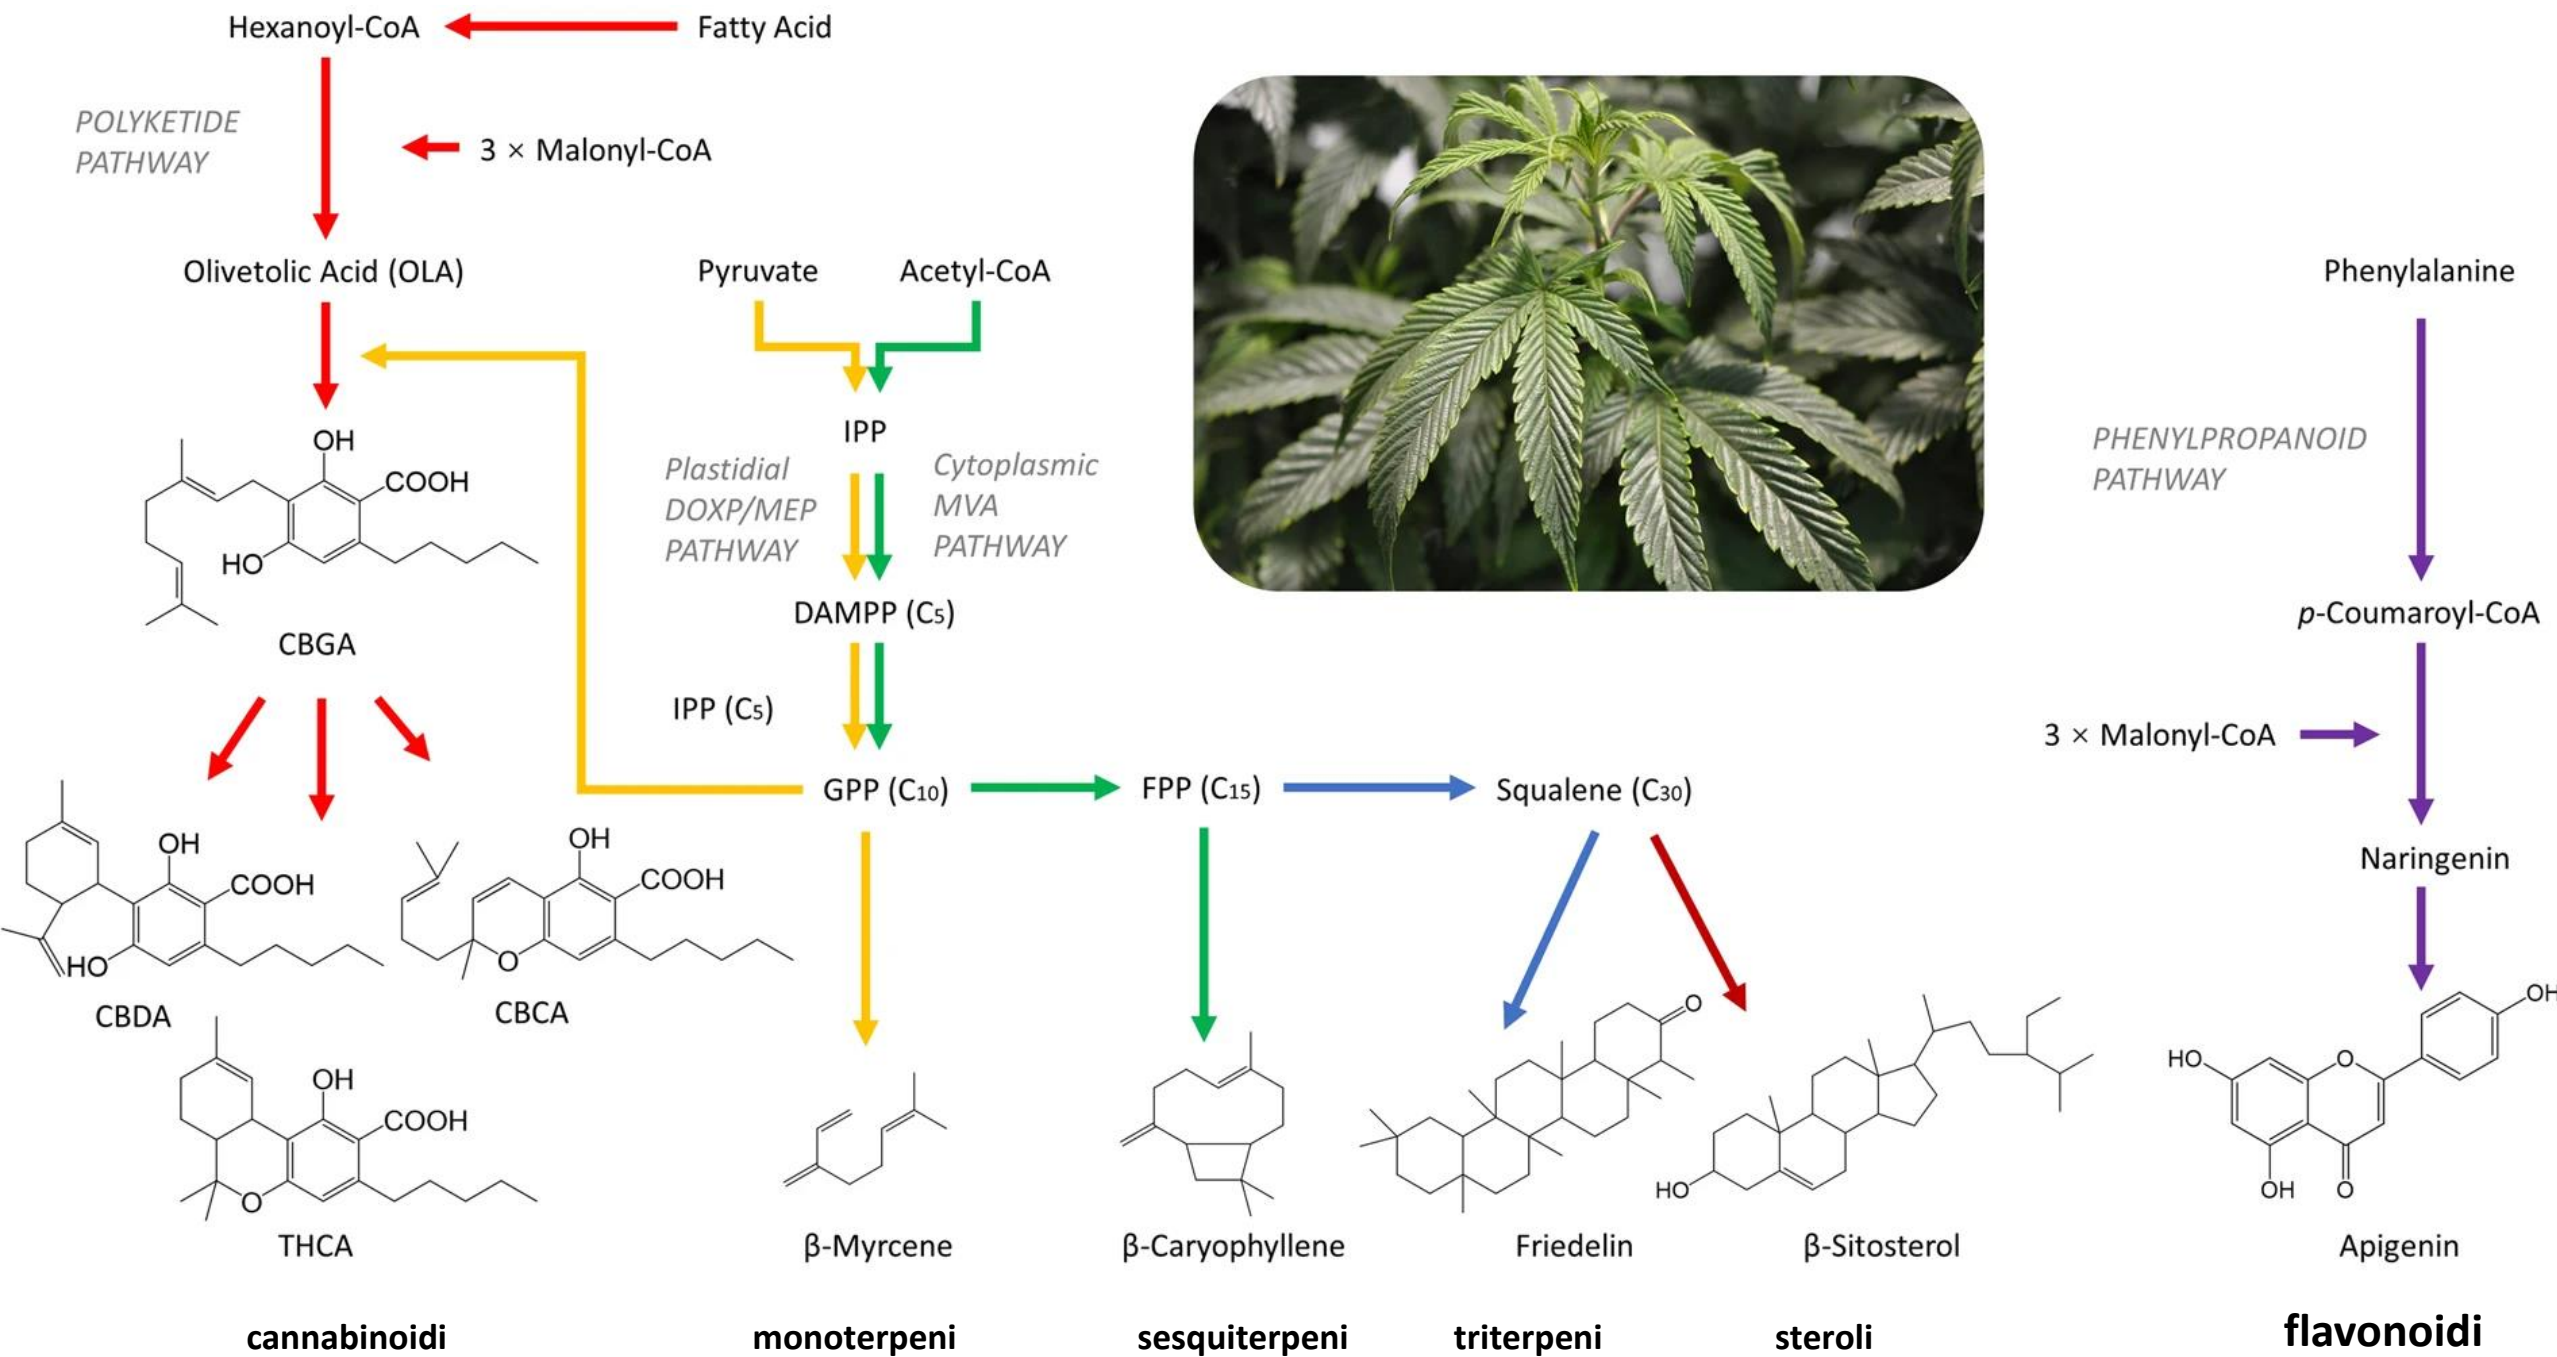 Hexanoyl-CoA
Fatty Acid
POLYKETIDE
PATHWAY
3 × Malonyl-CoA
Olivetolic Acid (OLA)
Pyruvate
Acetyl-CoA
Phenylalanine
IPP
Plastidial
DOXP/MEP
PATHWAY
Cytoplasmic
MVA
PATHWAY
PHENYLPROPANOID
PATHWAY
OH
COOH
HO
CBGA
DAMPP (C5)
p-Coumaroyl-CoA
IPP (C5)
3 × Malonyl-CoA
GPP (C10)
FPP (C15)
Squalene (C30)
Naringenin
OH
COOH
HO
CBDA
OH
COOH
O
CBCA
OH
COOH
O
THCA
β-Myrcene
β-Caryophyllene
O
Friedelin
HO
β-Sitosterol
OH
HO
O
OH
O
Apigenin
cannabinoidi
monoterpeni
sesquiterpeni
triterpeni
steroli
flavonoidi